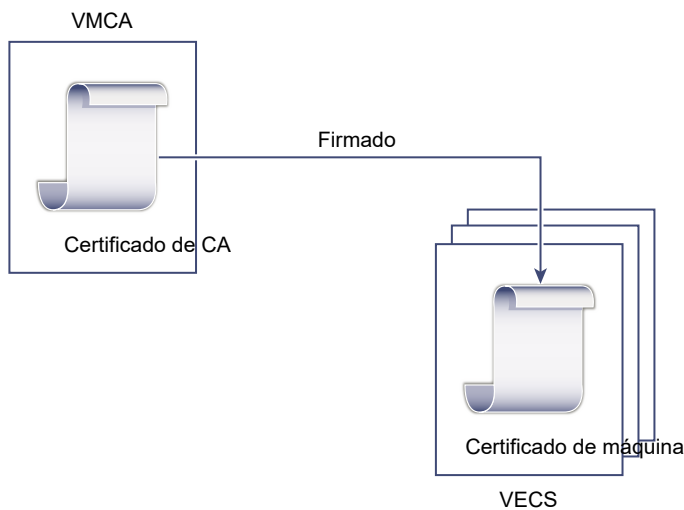 VMCA
Firmado
Certificado de CA
Certificado de máquina
VECS